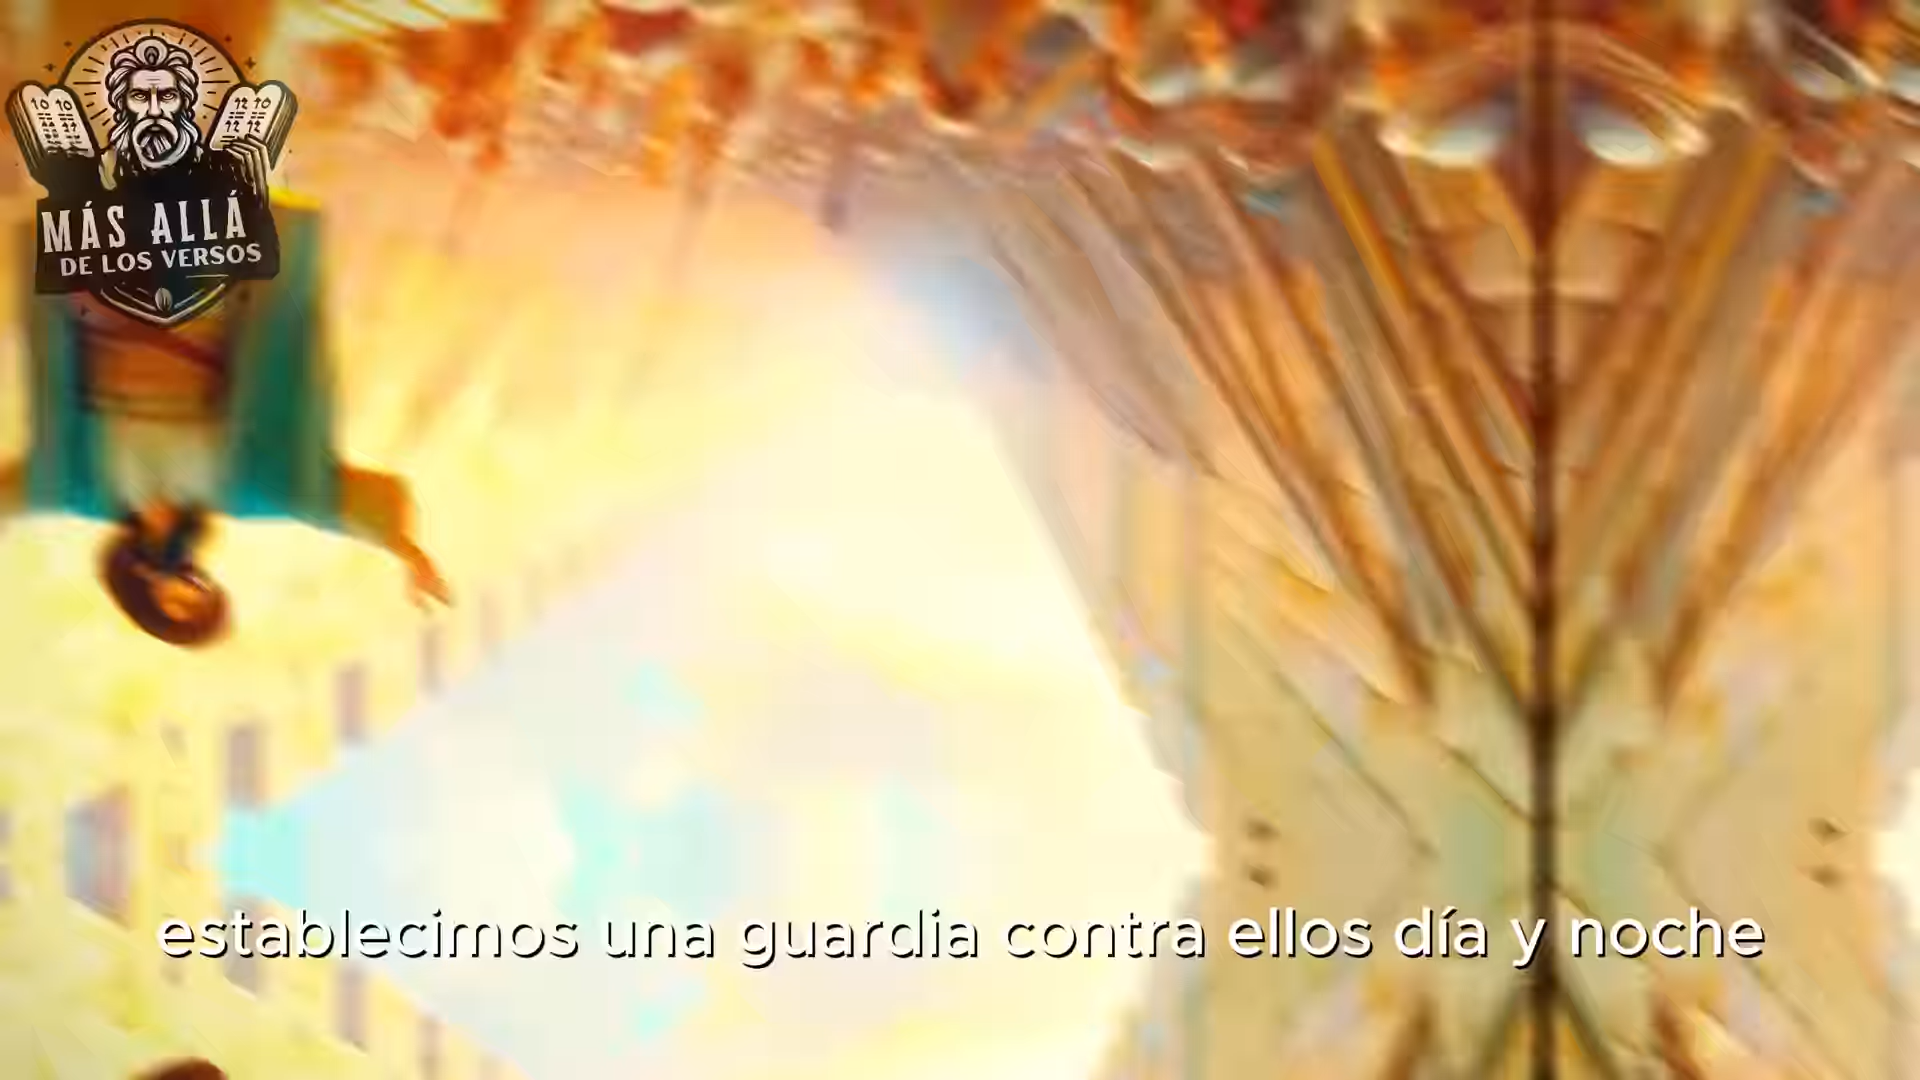 MÁS ALLÁ
DE LOS VERSOS
establecimos una guardia contra ellos día y noche